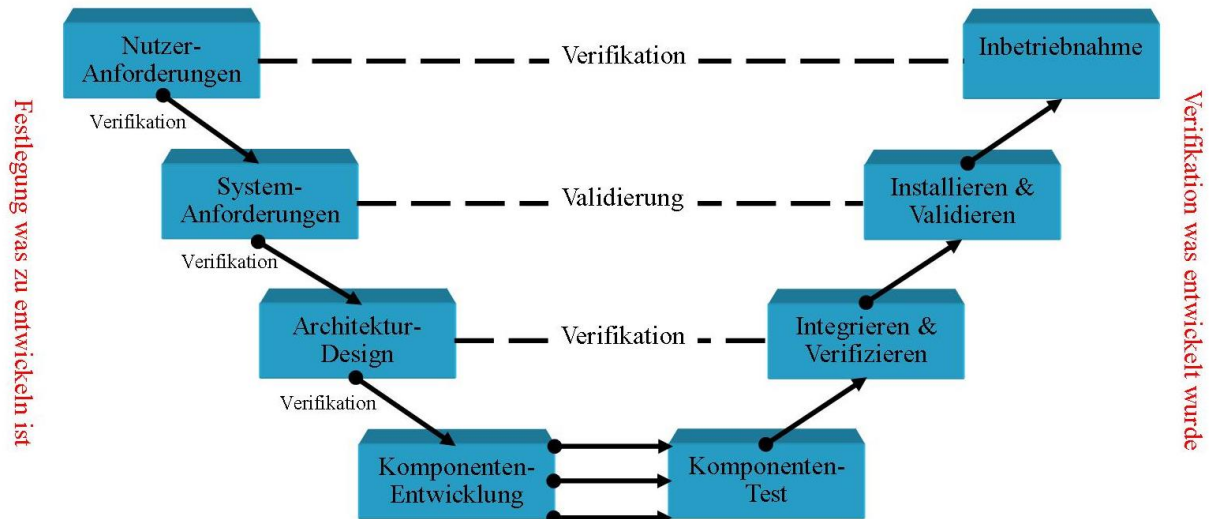 Nutzer-
Anforderungen
Verifikation
Inbetriebnahme
Verifikation
System-
Anforderungen
Validierung
Installieren &
Validieren
Verifikation
Architektur-
Design
Verifikation
Integrieren &
Verifizieren
Verifikation
Komponenten-
Entwicklung
Komponenten-
Test
Festlegung was zu entwickeln ist
Verifikation was entwickelt wurde